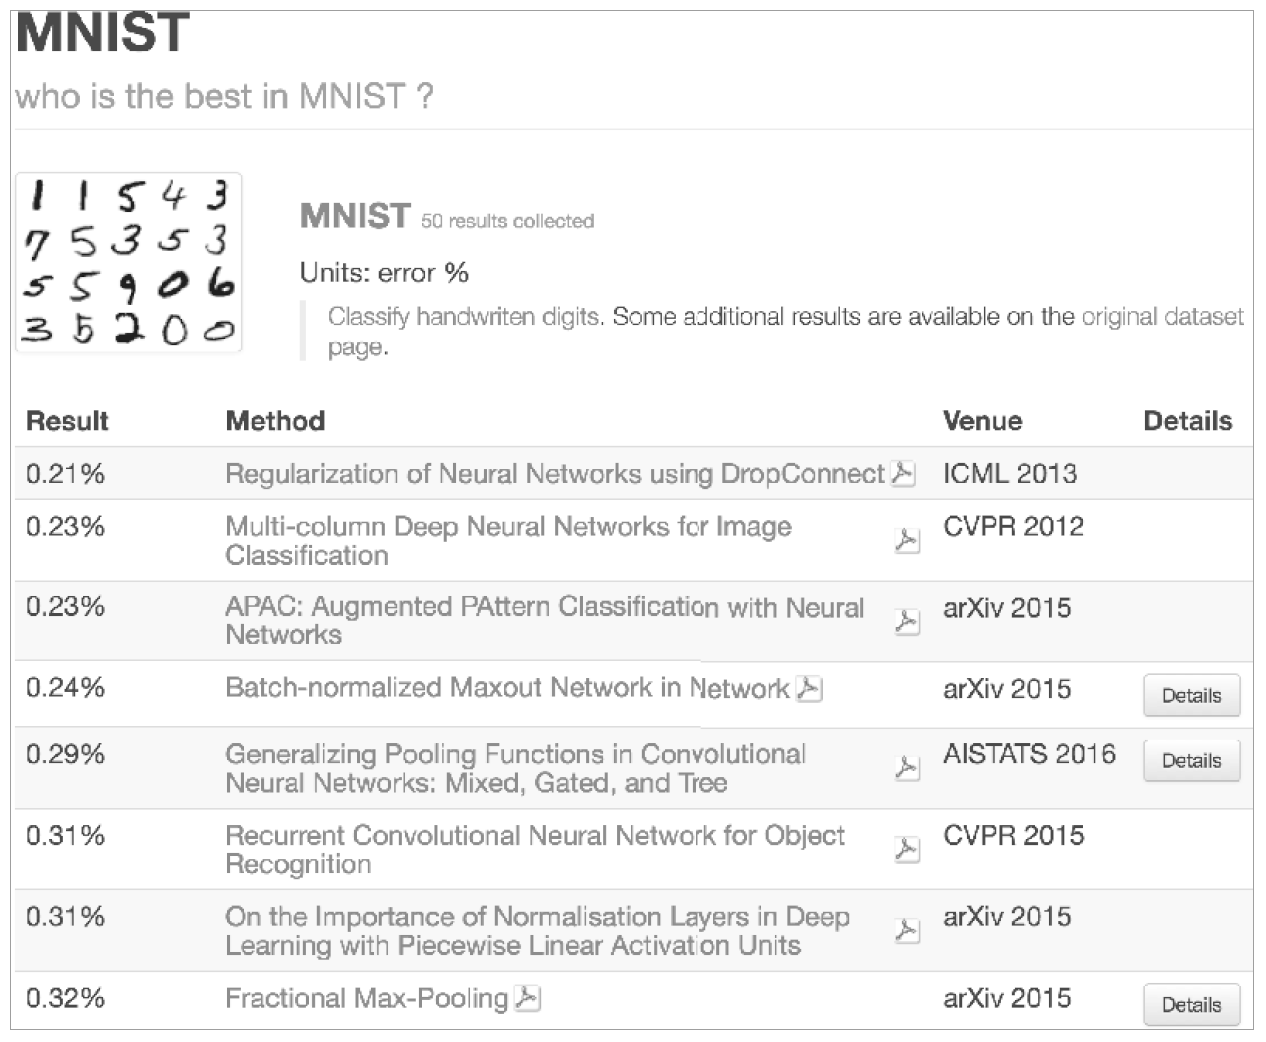 MNIST
who is the best in MNIST ?
1 1 5 4 3
7 5 3 5 3
5 5 9 0 6
3 5 2 0 0
MNIST 50 results collected
Units: error %
Classify handwriten digits. Some additional results are available on the original dataset
page.
Result Method Venue Details
0.21% Regularization of Neural Networks using DropConnect ICML 2013
0.23% Multi-column Deep Neural Networks for Image CVPR 2012
Classification
0.23% APAC: Augmented PAttern Classification with Neural arXiv 2015
Networks
0.24% Batch-normalized Maxout Network in Network arXiv 2015 Details
0.29% Generalizing Pooling Functions in Convolutional AISTATS 2016 Details
Neural Networks: Mixed, Gated, and Tree
0.31% Recurrent Convolutional Neural Network for Object CVPR 2015
Recognition
0.31% On the Importance of Normalisation Layers in Deep arXiv 2015
Learning with Piecewise Linear Activation Units
0.32% Fractional Max-Pooling arXiv 2015 Details